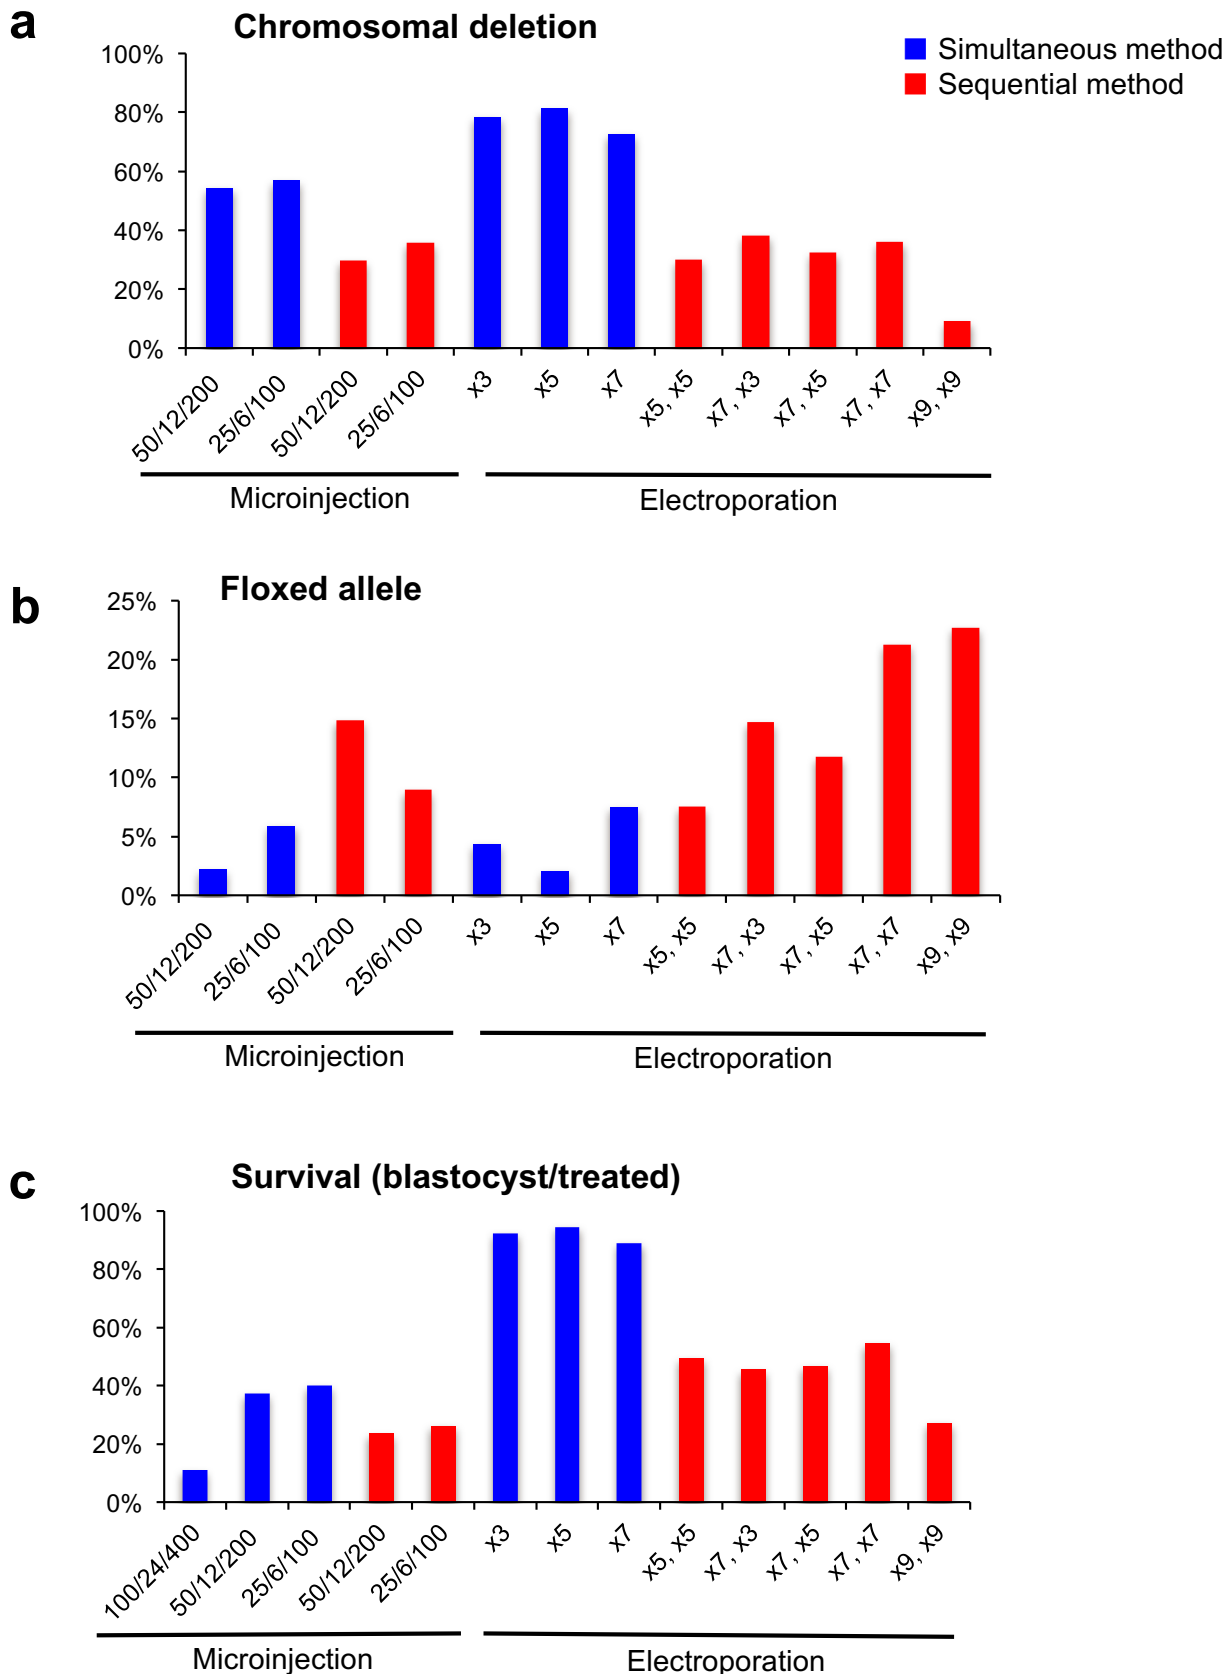 a
Chromosomal deletion
Simultaneous method
Sequential method
100%
80%
60%
40%
20%
0%
50/12/200
25/6/100
50/12/200
25/6/100
x3
x5
x7
x5, x5
x7, x3
x7, x5
x7, x7
x9, x9
Microinjection
Electroporation
b
Floxed allele
25%
20%
15%
10%
5%
0%
50/12/200
25/6/100
50/12/200
25/6/100
x3
x5
x7
x5, x5
x7, x3
x7, x5
x7, x7
x9, x9
Microinjection
Electroporation
c
Survival (blastocyst/treated)
100%
80%
60%
40%
20%
0%
100/24/400
50/12/200
25/6/100
50/12/200
25/6/100
x3
x5
x7
x5, x5
x7, x3
x7, x5
x7, x7
x9, x9
Microinjection
Electroporation